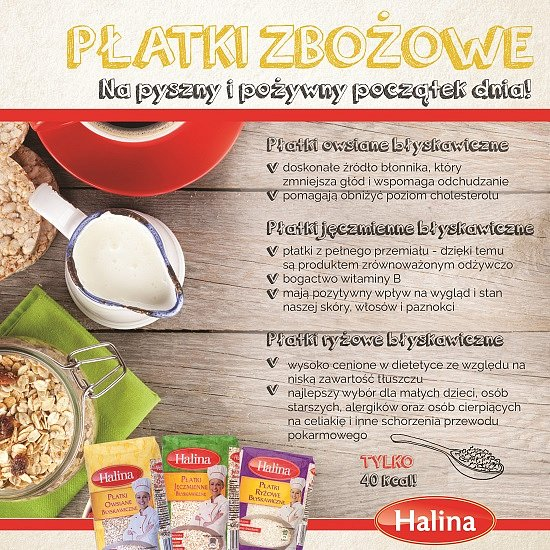 PŁATKI ZBOŻOWE
Na pyszny i pożywny początek dnia!
Płatki owsiane błyskawiczne
doskonałe źródło błonnika, który
zmniejsza głód i wspomaga odchudzanie
pomagają obniżyć poziom cholesterolu
Płatki jęczmienne błyskawiczne
płatki z pełnego przemiału - dzięki temu
są produktem zrównoważonym odżywczo
bogactwo witaminy B
mają pozytywny wpływ na wygląd i stan
naszej skóry, włosów i paznokci
Płatki ryżowe błyskawiczne
wysoko cenione w dietetyce ze względu na
niską zawartość tłuszczu
najlepszy wybór dla małych dzieci, osób
starszych, alergików oraz osób cierpiących
na celiakię i inne schorzenia przewodu
pokarmowego
TYLKO
40 kcal!
Halina
PŁATKI
OWSIANE
BŁYSKAWICZNE
Halina
PŁATKI
JĘCZMIENNE
BŁYSKAWICZNE
Halina
PŁATKI
RYŻOWE
BŁYSKAWICZNE
Halina